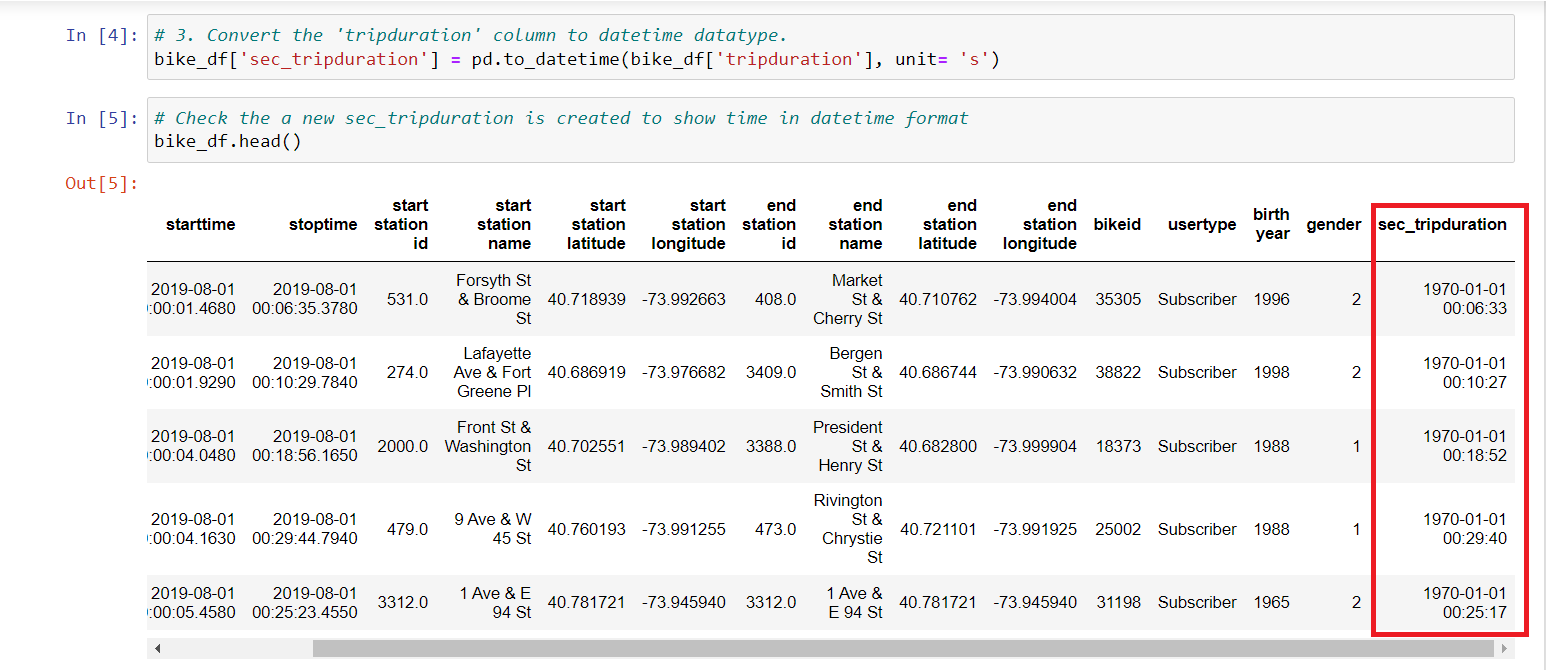 In [4]:
# 3. Convert the 'tripduration' column to datetime datatype.
bike_df['sec_tripduration'] = pd.to_datetime(bike_df['tripduration'], unit= 's')
In [5]:
# Check the a new sec_tripduration is created to show time in datetime format
bike_df.head()
Out[5]:
starttime stoptime start station id start station name start station latitude start station longitude end station id end station name end station latitude end station longitude bikeid usertype birth year gender sec_tripduration
2019-08-01 :00:01.4680 2019-08-01 00:06:35.3780 531.0 Forsyth St & Broome St 40.718939 -73.992663 408.0 Market St & Cherry St 40.710762 -73.994004 35305 Subscriber 1996 2 1970-01-01 00:06:33
2019-08-01 :00:01.9290 2019-08-01 00:10:29.7840 274.0 Lafayette Ave & Fort Greene Pl 40.686919 -73.976682 3409.0 Bergen St & Smith St 40.686744 -73.990632 38822 Subscriber 1998 2 1970-01-01 00:10:27
2019-08-01 :00:04.0480 2019-08-01 00:18:56.1650 2000.0 Front St & Washington St 40.702551 -73.989402 3388.0 President St & Henry St 40.682800 -73.999904 18373 Subscriber 1988 1 1970-01-01 00:18:52
2019-08-01 :00:04.1630 2019-08-01 00:29:44.7940 479.0 9 Ave & W 45 St 40.760193 -73.991255 473.0 Rivington St & Chrystie St 40.721101 -73.991925 25002 Subscriber 1988 1 1970-01-01 00:29:40
2019-08-01 :00:05.4580 2019-08-01 00:25:23.4550 3312.0 1 Ave & E 94 St 40.781721 -73.945940 3312.0 1 Ave & E 94 St 40.781721 -73.945940 31198 Subscriber 1965 2 1970-01-01 00:25:17